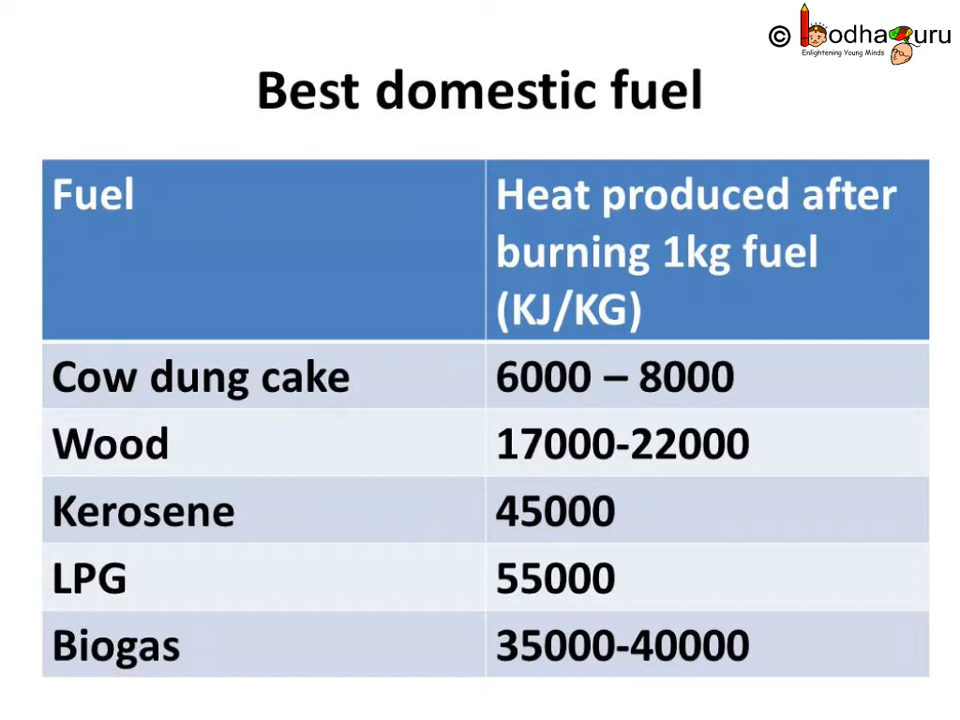 © BodhaGuru
Enlightening Young Minds
Best domestic fuel
Fuel
Heat produced after
burning 1kg fuel
(KJ/KG)
Cow dung cake
6000 – 8000
Wood
17000-22000
Kerosene
45000
LPG
55000
Biogas
35000-40000